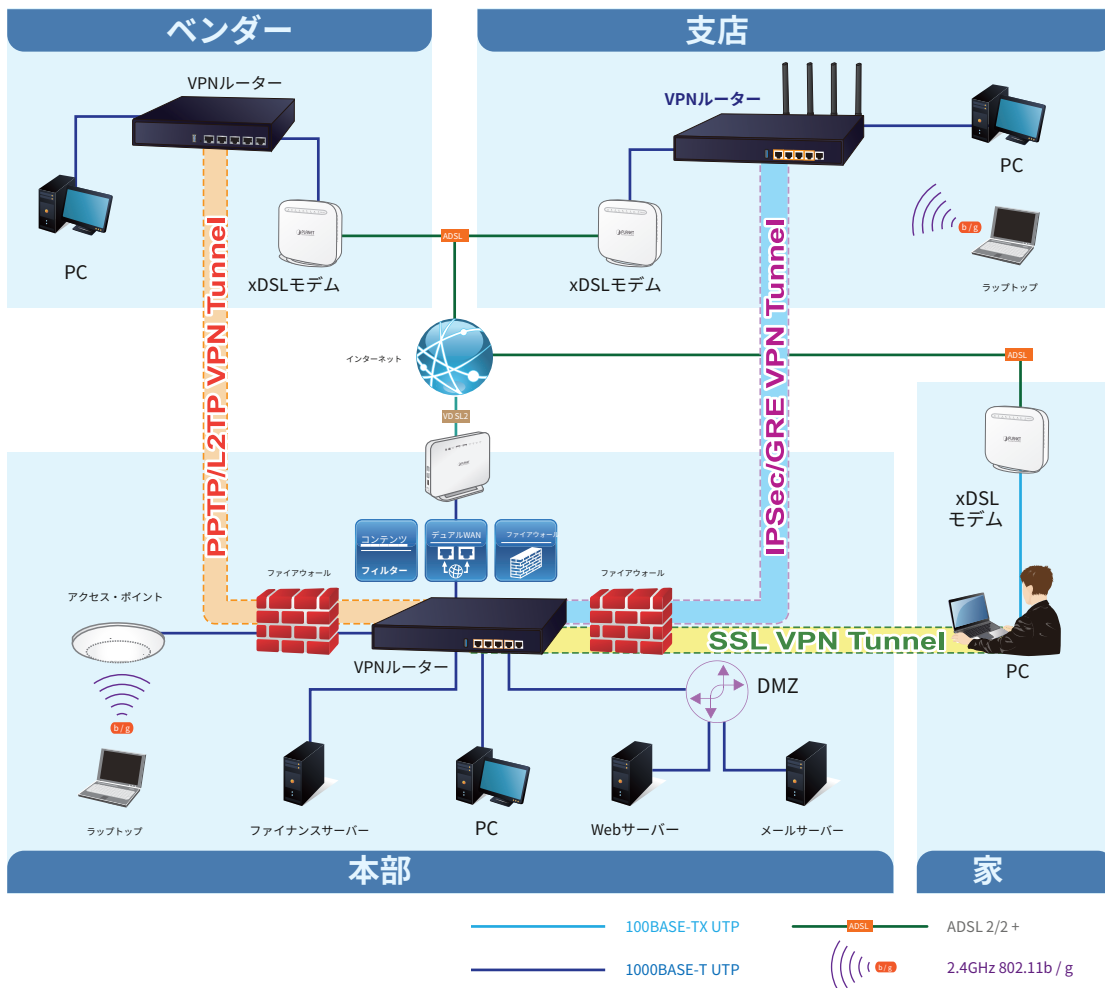 ベンダー
支店
VPNルーター
VPNルーター
PC
PC
xDSLモデム
ADSL
xDSLモデム
b / g
ラップトップ
PPTP/L2TP VPN Tunnel
IPSec/GRE VPN Tunnel
インターネット
ADSL
VD SL2
xDSL
モデム
コンテンツ
フィルター
デュアルWAN
ファイアウォール
ファイアウォール
ファイアウォール
アクセス・ポイント
VPNルーター
SSL VPN Tunnel
PC
DMZ
b / g
ラップトップ
ファイナンスサーバー
PC
Webサーバー
メールサーバー
本部
家
100BASE-TX UTP
ADSL
ADSL 2/2 +
1000BASE-T UTP
b / g
2.4GHz 802.11b / g